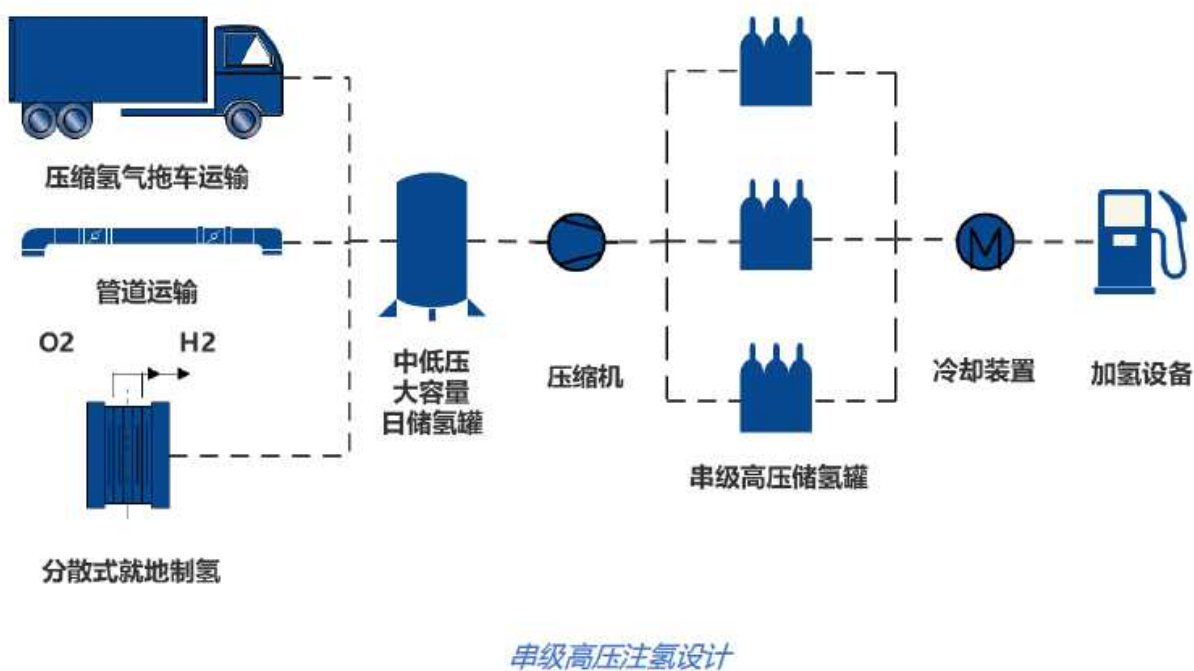 压缩氢气拖车运输
管道运输
O2
H2
分散式就地制氢
中低压
大容量
日储氢罐
压缩机
串级高压储氢罐
冷却装置
加氢设备
M
串级高压注氢设计